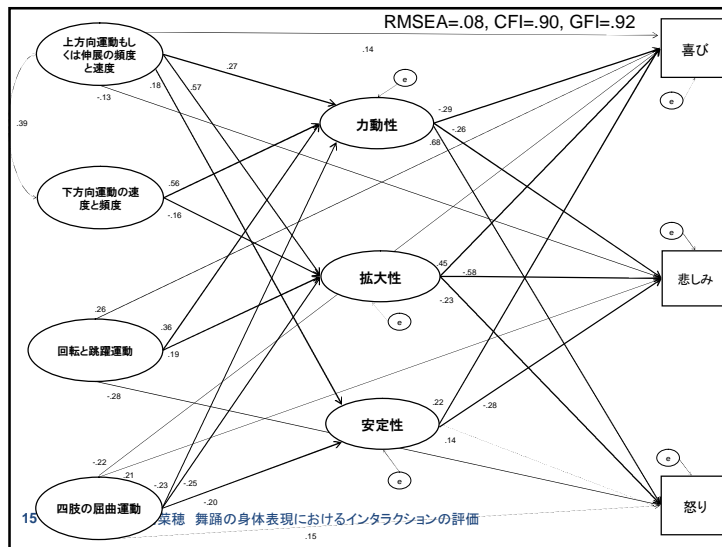 RMSEA=.08, CFI=.90, GFI=.92
上方向運動もし
くは伸展の頻度
と速度
.14
喜び
.27
e
.18
.57
-.13
e
.39
力動性
-.29
-.26
.68
下方向運動の速
度と頻度
.56
-.16
e
拡大性
.45
-.58
-.23
悲しみ
.26
e
回転と跳躍運動
.36
.19
-.28
安定性
.22
-.28
.14
e
e
-.22
.21
-.23
-.25
-.20
四肢の屈曲運動
怒り
15
菜穂 舞踊の身体表現におけるインタラクションの評価
.15